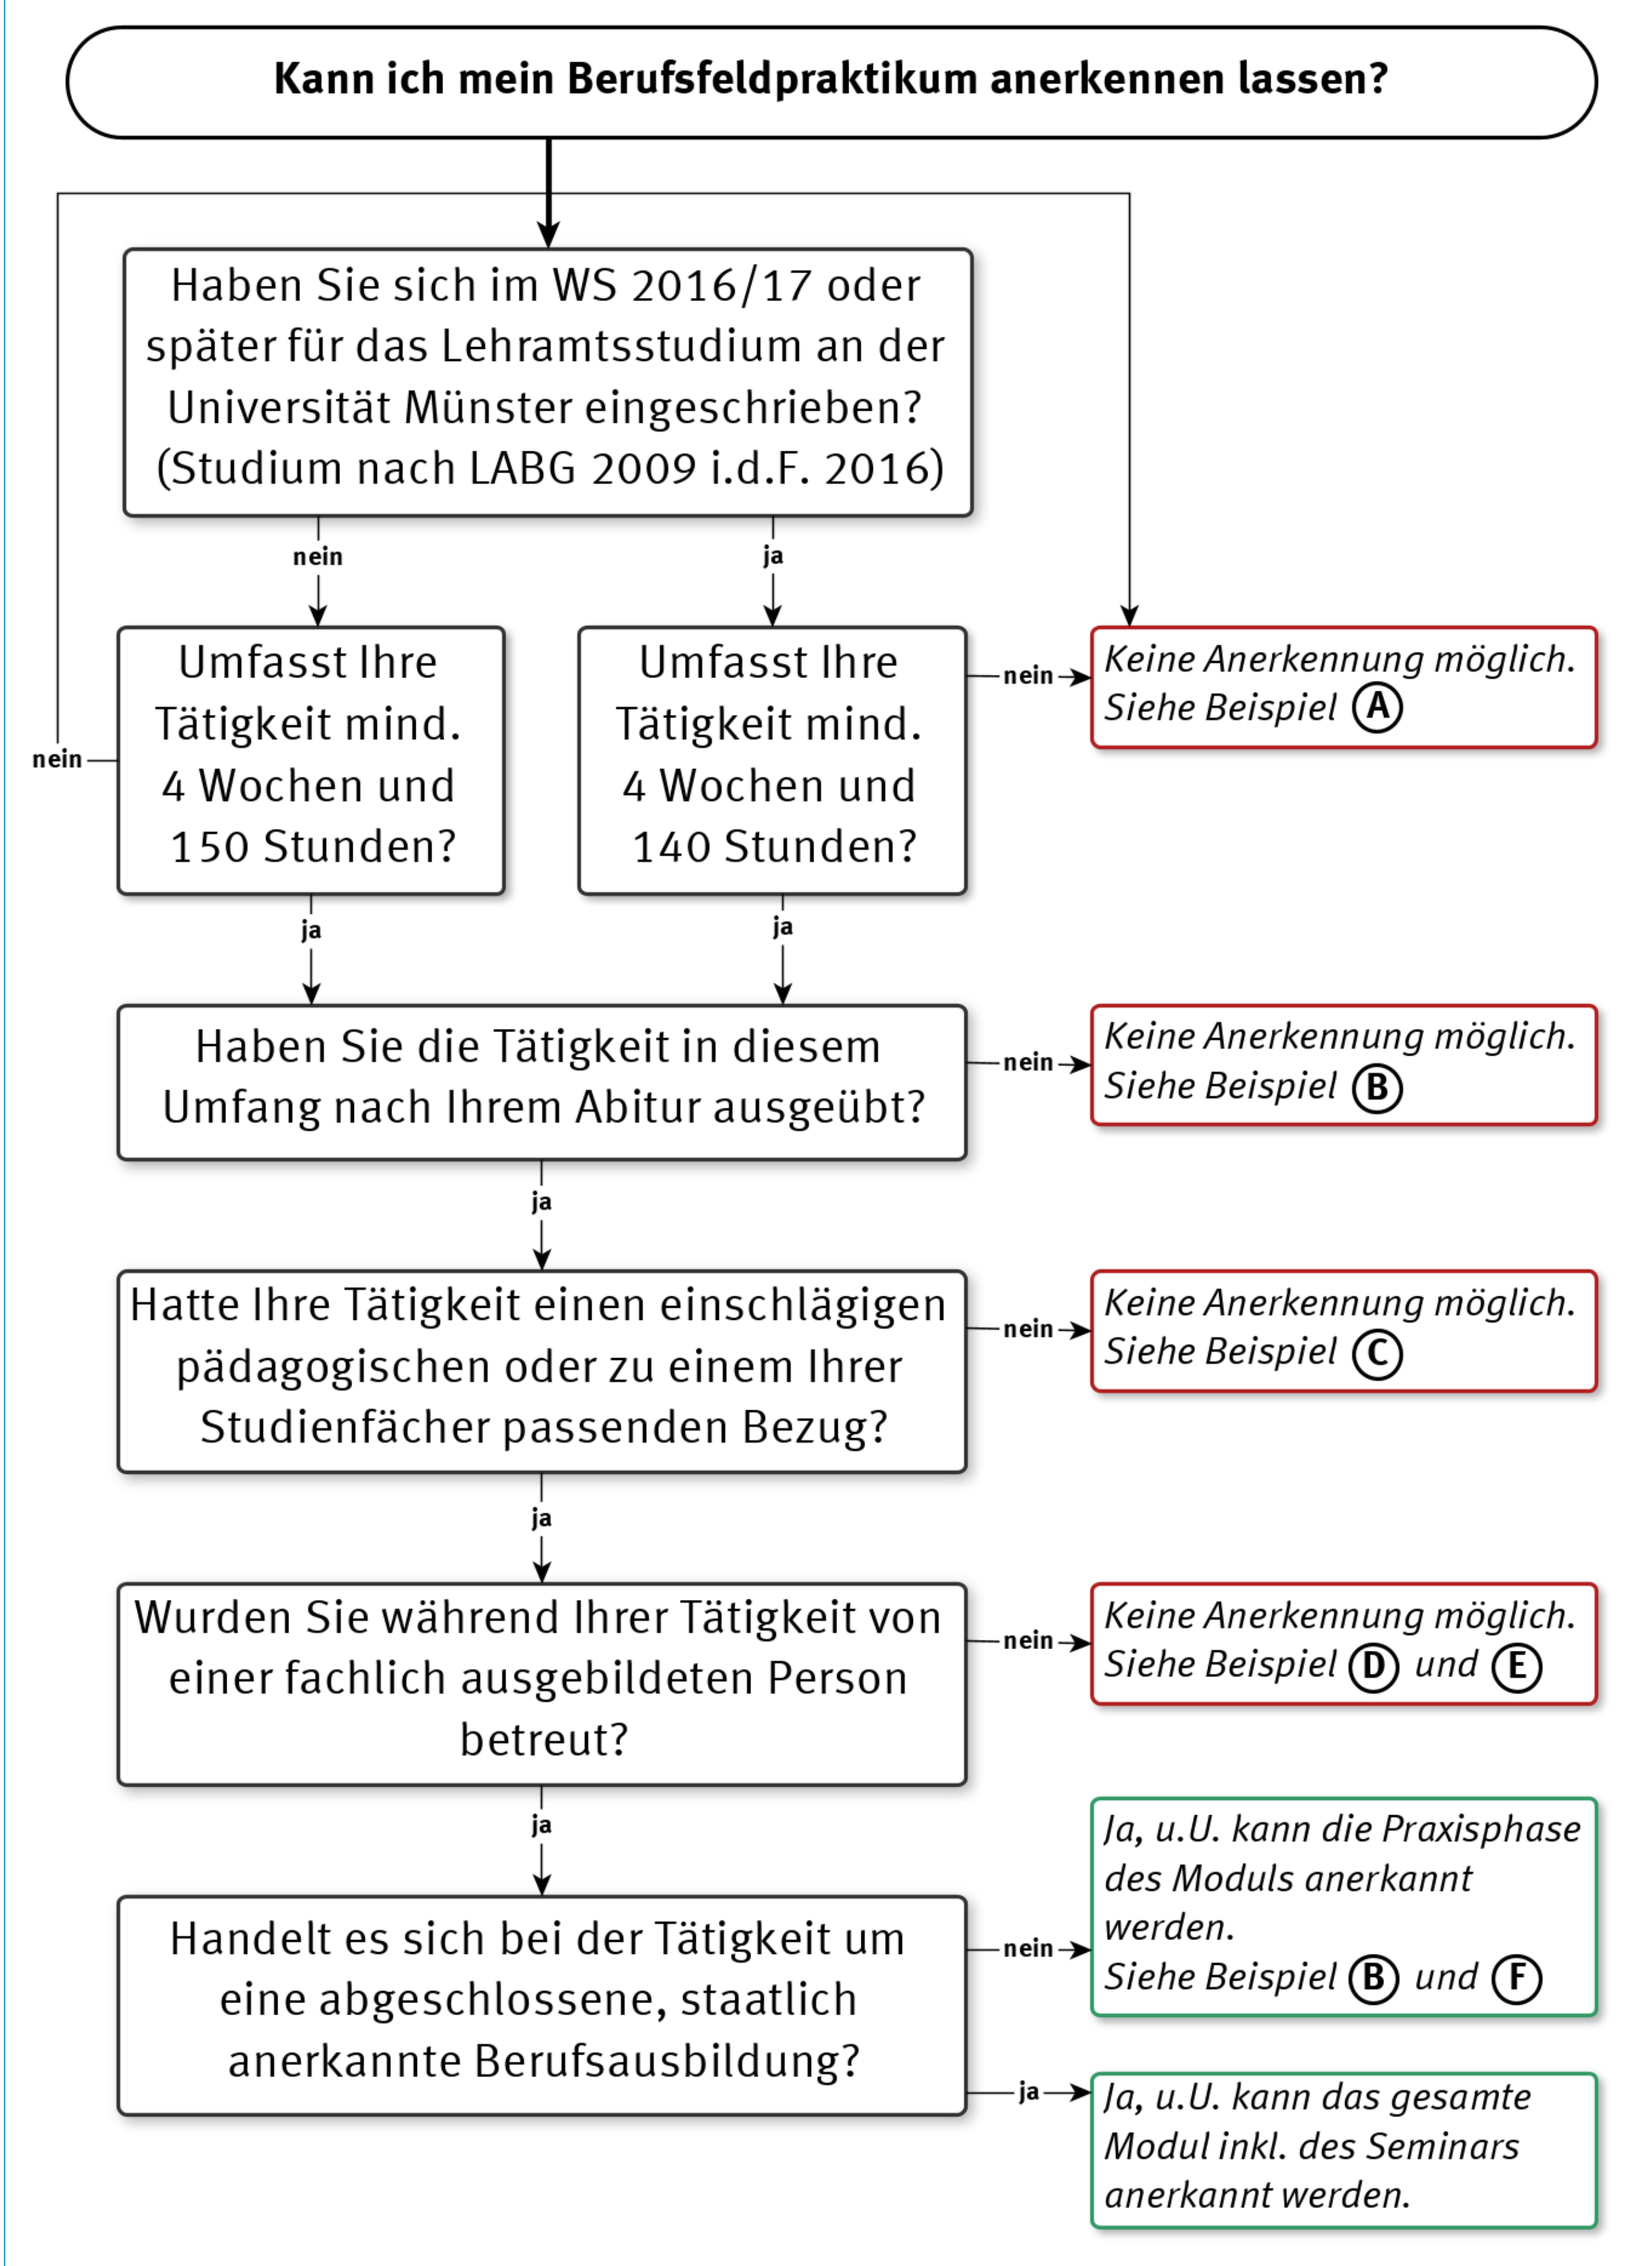 Kann ich mein Berufsfeldpraktikum anerkennen lassen?
Haben Sie sich im WS 2016/17 oder
später für das Lehramtsstudium an der
Universität Münster eingeschrieben?
(Studium nach LABG 2009 i.d.F. 2016)
nein
ja
Umfasst Ihre
Tätigkeit mind.
4 Wochen und
150 Stunden?
nein
Umfasst Ihre
Tätigkeit mind.
4 Wochen und
140 Stunden?
nein
Keine Anerkennung möglich.
Siehe Beispiel A
ja
ja
Haben Sie die Tätigkeit in diesem
Umfang nach Ihrem Abitur ausgeübt?
nein
Keine Anerkennung möglich.
Siehe Beispiel B
ja
Hatte Ihre Tätigkeit einen einschlägigen
pädagogischen oder zu einem Ihrer
Studienfächer passenden Bezug?
nein
Keine Anerkennung möglich.
Siehe Beispiel C
ja
Wurden Sie während Ihrer Tätigkeit von
einer fachlich ausgebildeten Person
betreut?
nein
Keine Anerkennung möglich.
Siehe Beispiel D und E
ja
Handelt es sich bei der Tätigkeit um
eine abgeschlossene, staatlich
anerkannte Berufsausbildung?
nein
Ja, u.U. kann die Praxisphase
des Moduls anerkannt
werden.
Siehe Beispiel B und F
ja
Ja, u.U. kann das gesamte
Modul inkl. des Seminars
anerkannt werden.